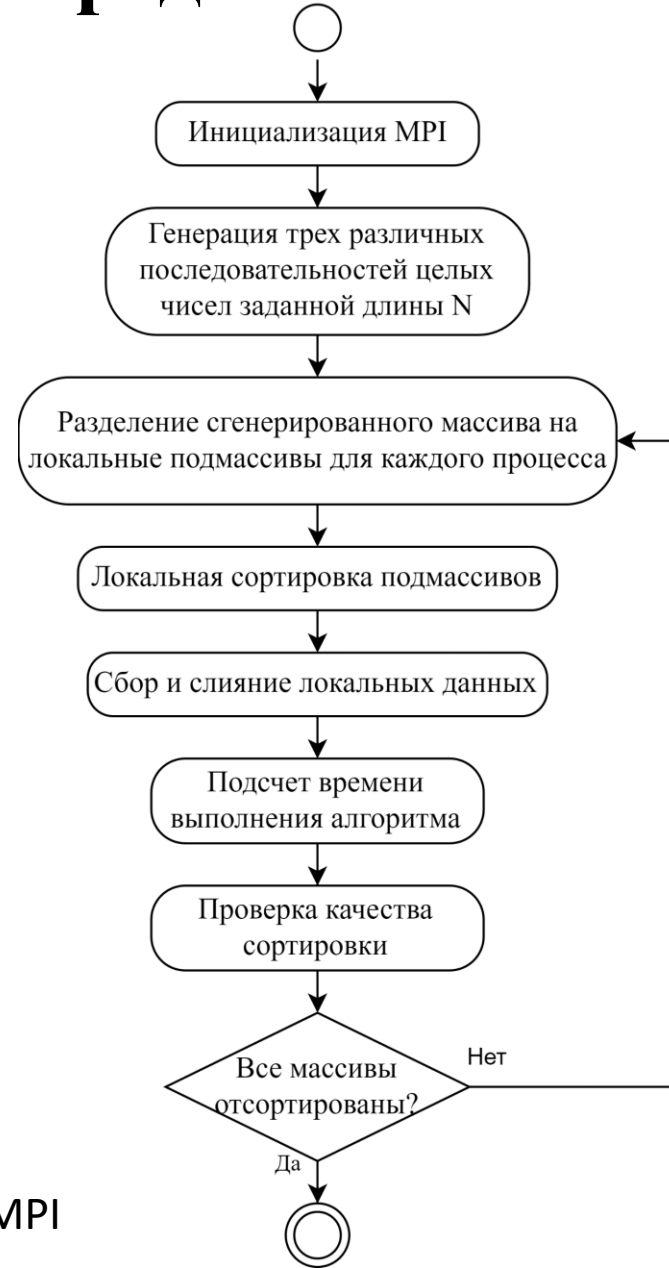 Инициализация MPI
Генерация трех различных
последовательностей целых
чисел заданной длины N
Разделение сгенерированного массива на
локальные подмассивы для каждого процесса
Локальная сортировка подмассивов
Сбор и слияние локальных данных
Подсчет времени
выполнения алгоритма
Проверка качества
сортировки
Все массивы
отсортированы?
Нет
Да
MPI